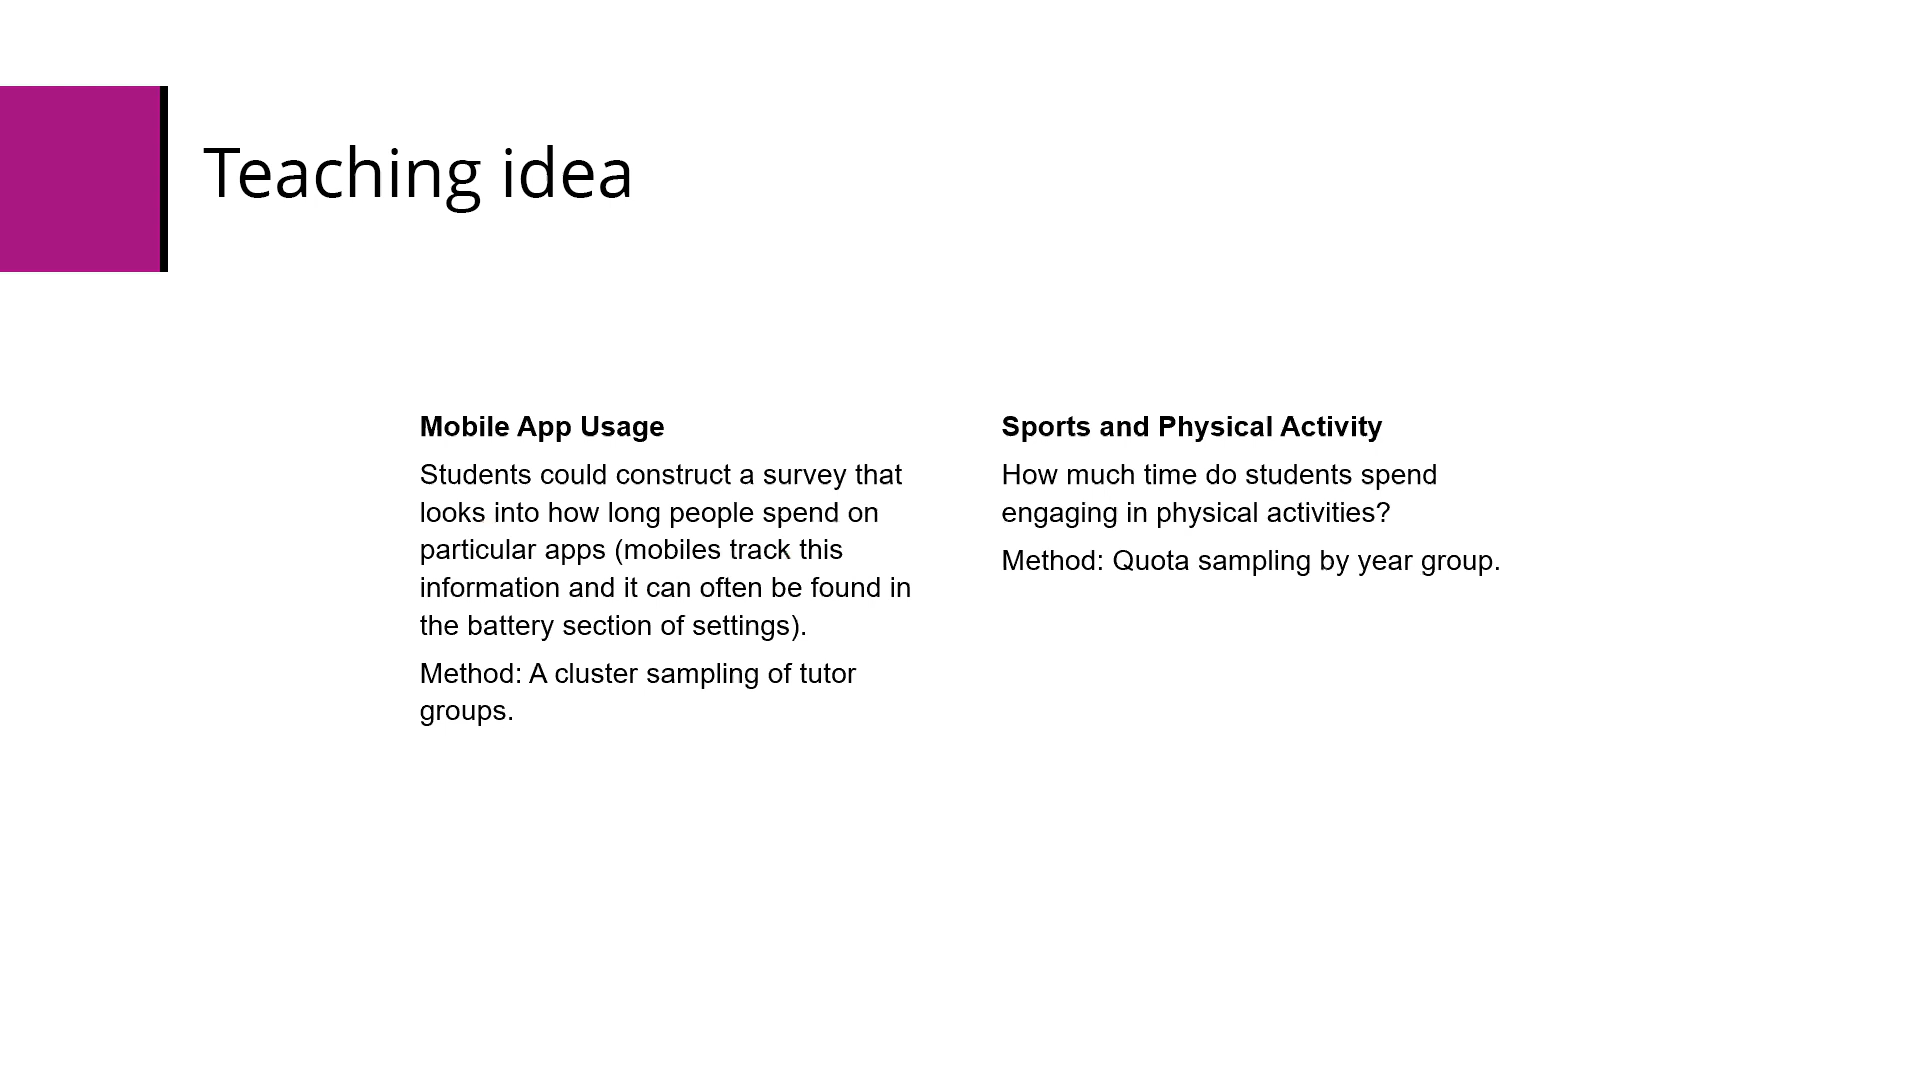 Teaching idea
Mobile App Usage
Students could construct a survey that
looks into how long people spend on
particular apps (mobiles track this
information and it can often be found in
the battery section of settings).
Method: A cluster sampling of tutor
groups.
Sports and Physical Activity
How much time do students spend
engaging in physical activities?
Method: Quota sampling by year group.